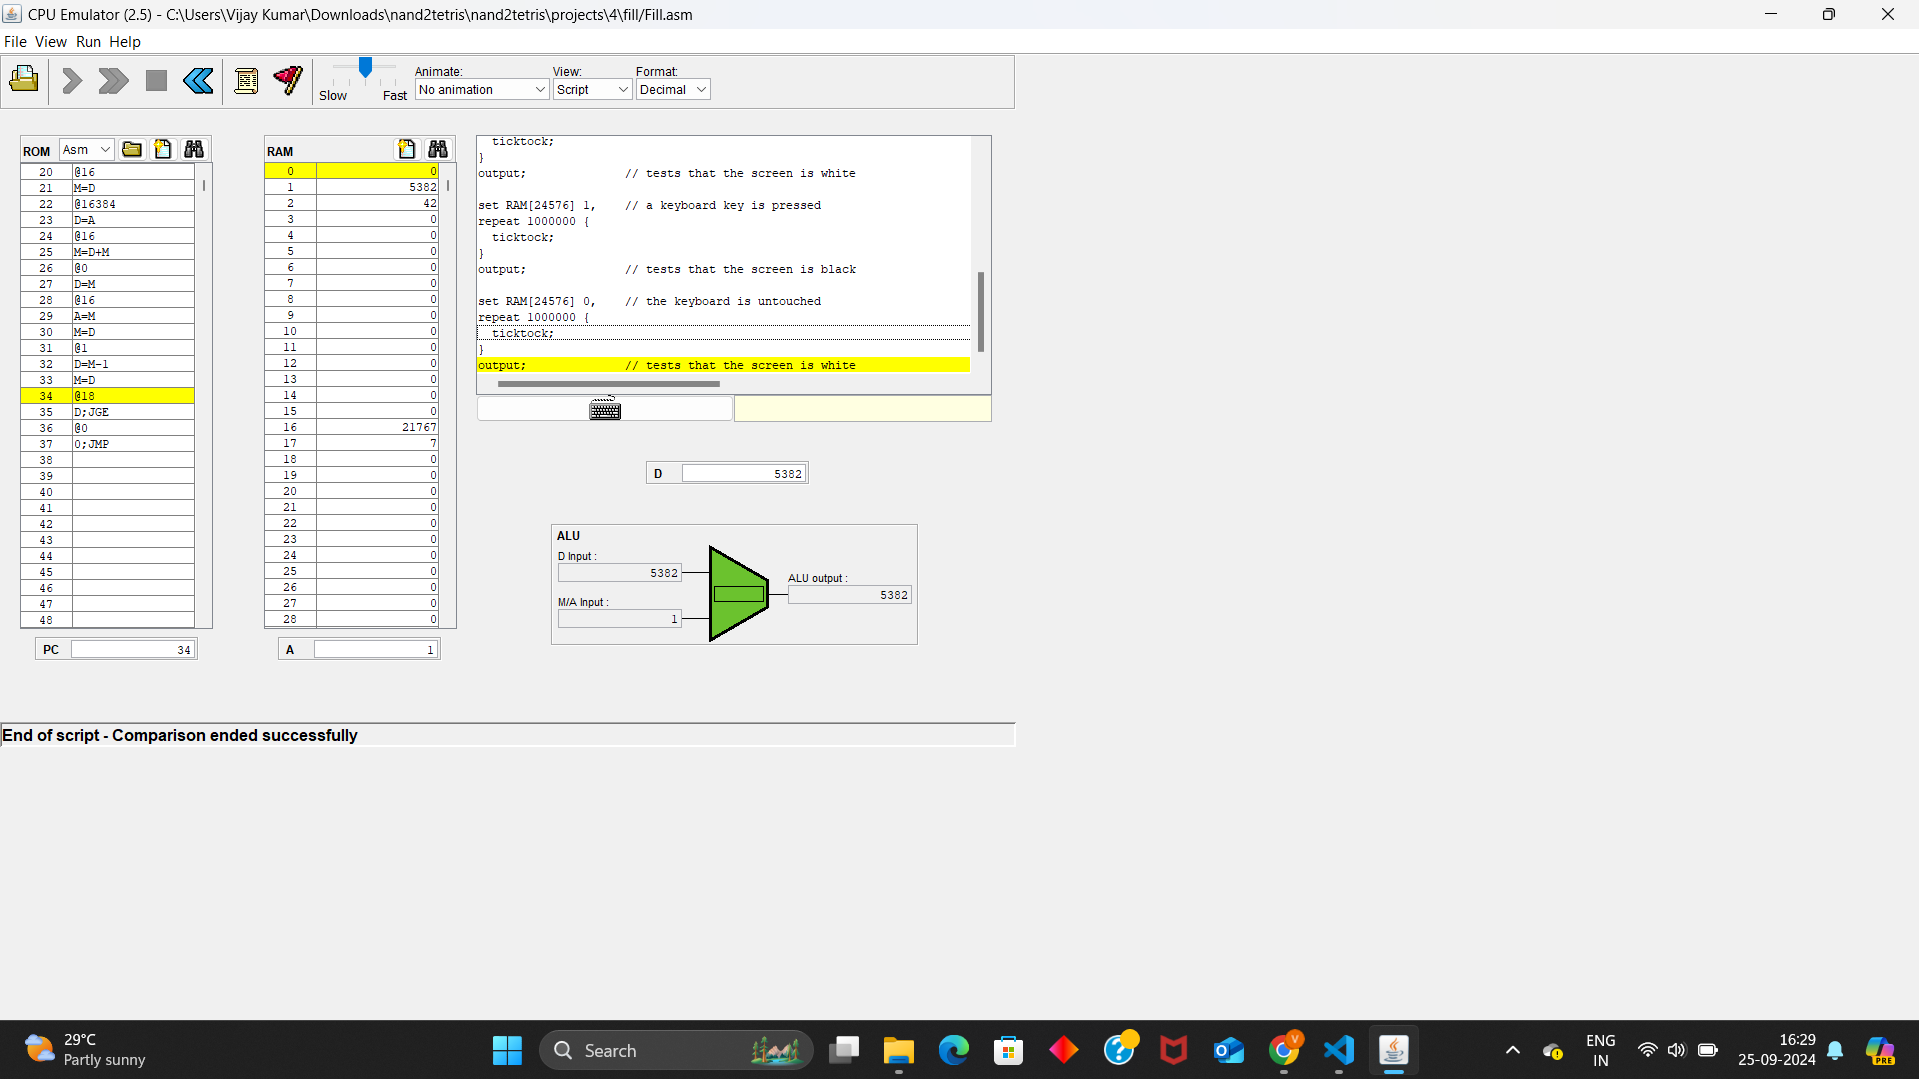 CPU Emulator (2.5) - C:\Users\Vijay Kumar\Downloads\nand2tetris\nand2tetris\projects\4\fill/Fill.asm
File View Run Help
Slow Fast
Animate: View: Format:
No animation Script Decimal
ROM Asm
20 @16
21 M=D
22 @16384
23 D=A
24 @16
25 M=D+M
26 @0
27 D=M
28 @16
29 A=M
30 M=D
31 @1
32 D=M-1
33 M=D
34 @18
35 D;JGE
36 @0
37 0;JMP
38
39
40
41
42
43
44
45
46
47
48
PC 34
RAM
0 0
1 5382
2 42
3 0
4 0
5 0
6 0
7 0
8 0
9 0
10 0
11 0
12 0
13 0
14 0
15 0
16 21767
17 7
18 0
19 0
20 0
21 0
22 0
23 0
24 0
25 0
26 0
27 0
28 0
A 1
ticktock;
}
output; // tests that the screen is white
set RAM[24576] 1, // a keyboard key is pressed
repeat 1000000 {
ticktock;
}
output; // tests that the screen is black
set RAM[24576] 0, // the keyboard is untouched
repeat 1000000 {
ticktock;
}
output; // tests that the screen is white
D 5382
ALU
D Input :
5382
M/A Input :
1
ALU output :
5382
End of script - Comparison ended successfully
29°C
Partly sunny
Search
ENG
IN
16:29
25-09-2024
V
PRE